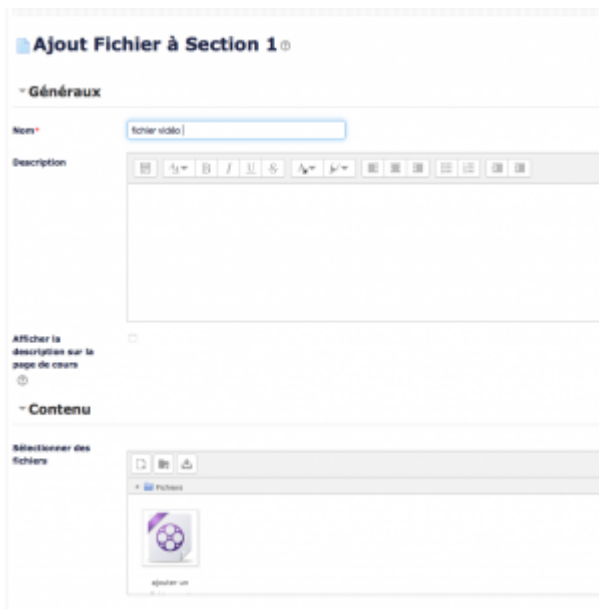 Ajout Fichier à Section 1
Généraux
Nom*
fichier vidéo
Description
Afficher la
description sur la
page de cours
Contenu
Sélectionner des
fichiers
Fichiers
ajouter un